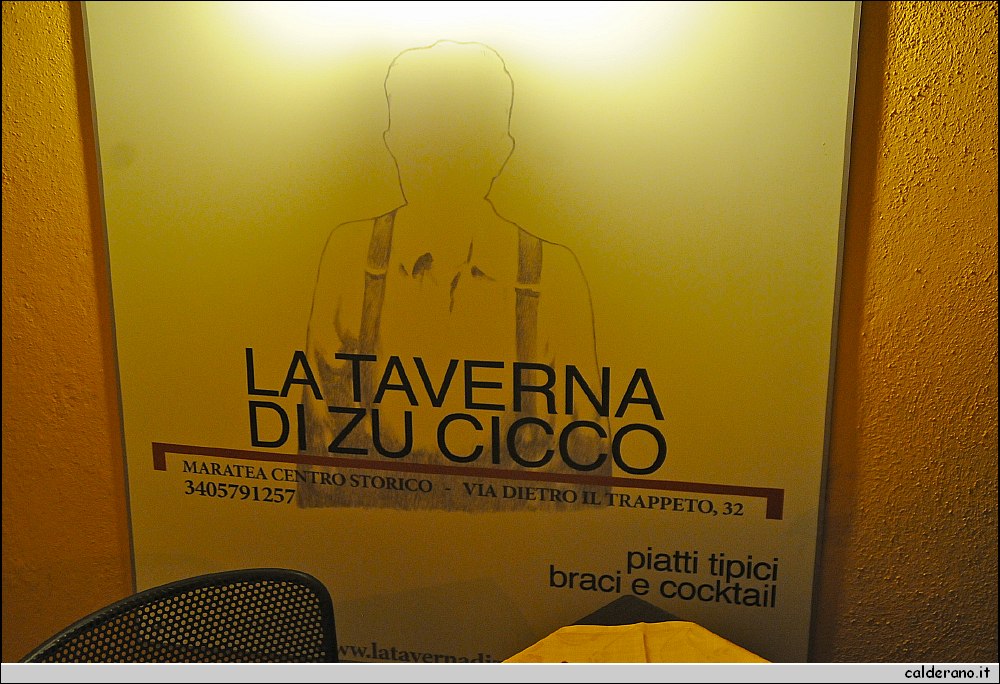 LA TAVERNA
DI ZU CICCO
MARATEA CENTRO STORICO - VIA DIETRO IL TRAPPETO, 32
3405791257
piatti tipici
braci e cocktail
calderano.it